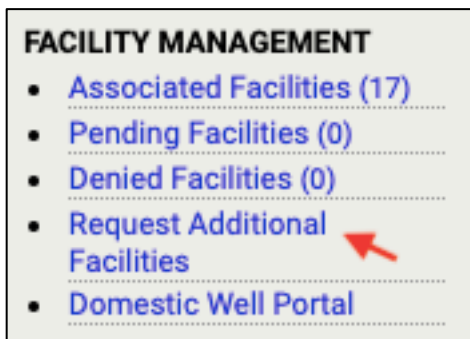 FACILITY MANAGEMENT
Associated Facilities (17)
Pending Facilities (0)
Denied Facilities (0)
Request Additional
Facilities
Domestic Well Portal